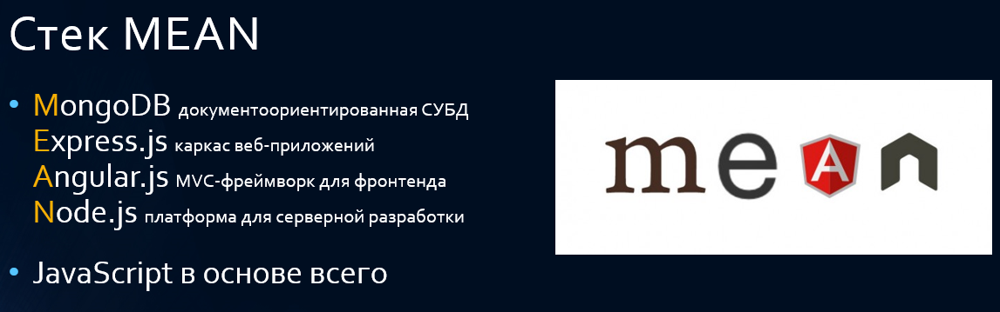 Стек MEAN
• MongoDB документоориентированная СУБД
Express.js каркас веб-приложений
Angular.js MVC-фреймворк для фронтенда
Node.js платформа для серверной разработки
• JavaScript в основе всего
mean